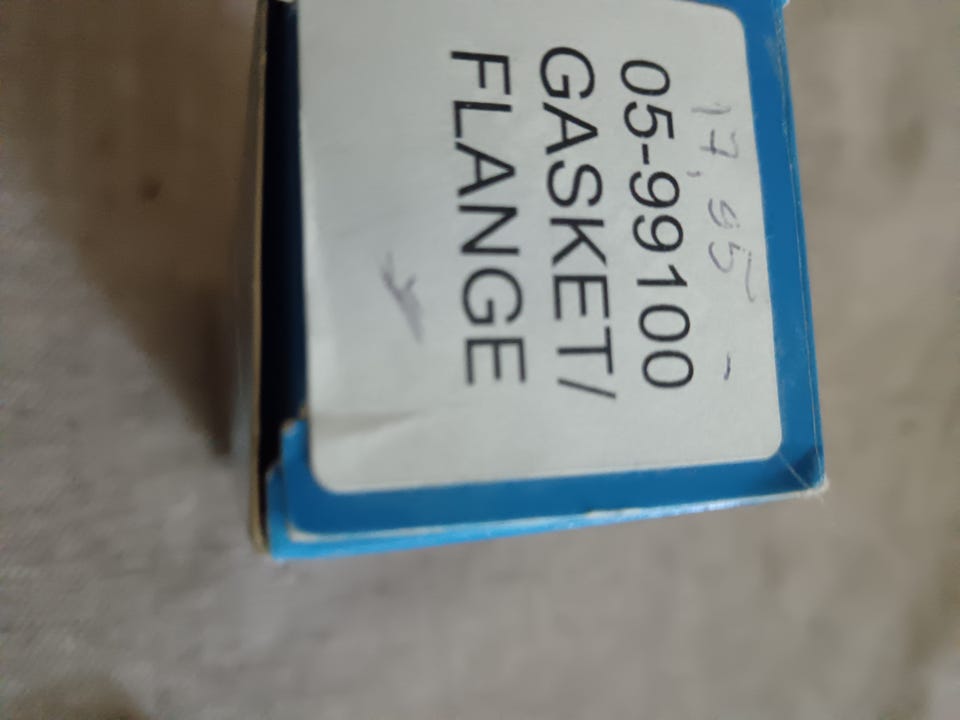 17,95
05-99100
GASKET/
FLANGE